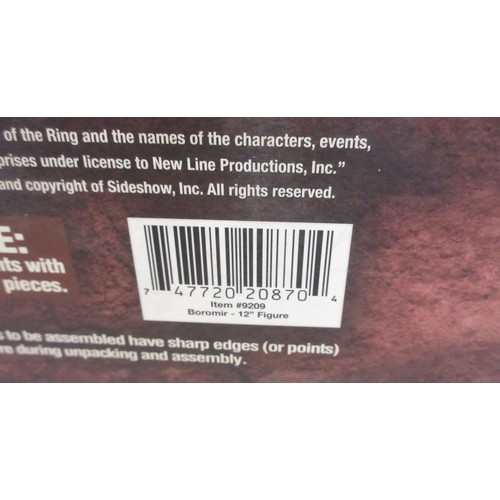 of the Ring and the names of the characters, events,
prises under license to New Line Productions, Inc."
and copyright of Sideshow, Inc. All rights reserved.
E:
nts with
pieces.
7 47720 20870 4
Item #9209
Boromir - 12" Figure
s to be assembled have sharp edges (or points)
re during unpacking and assembly.